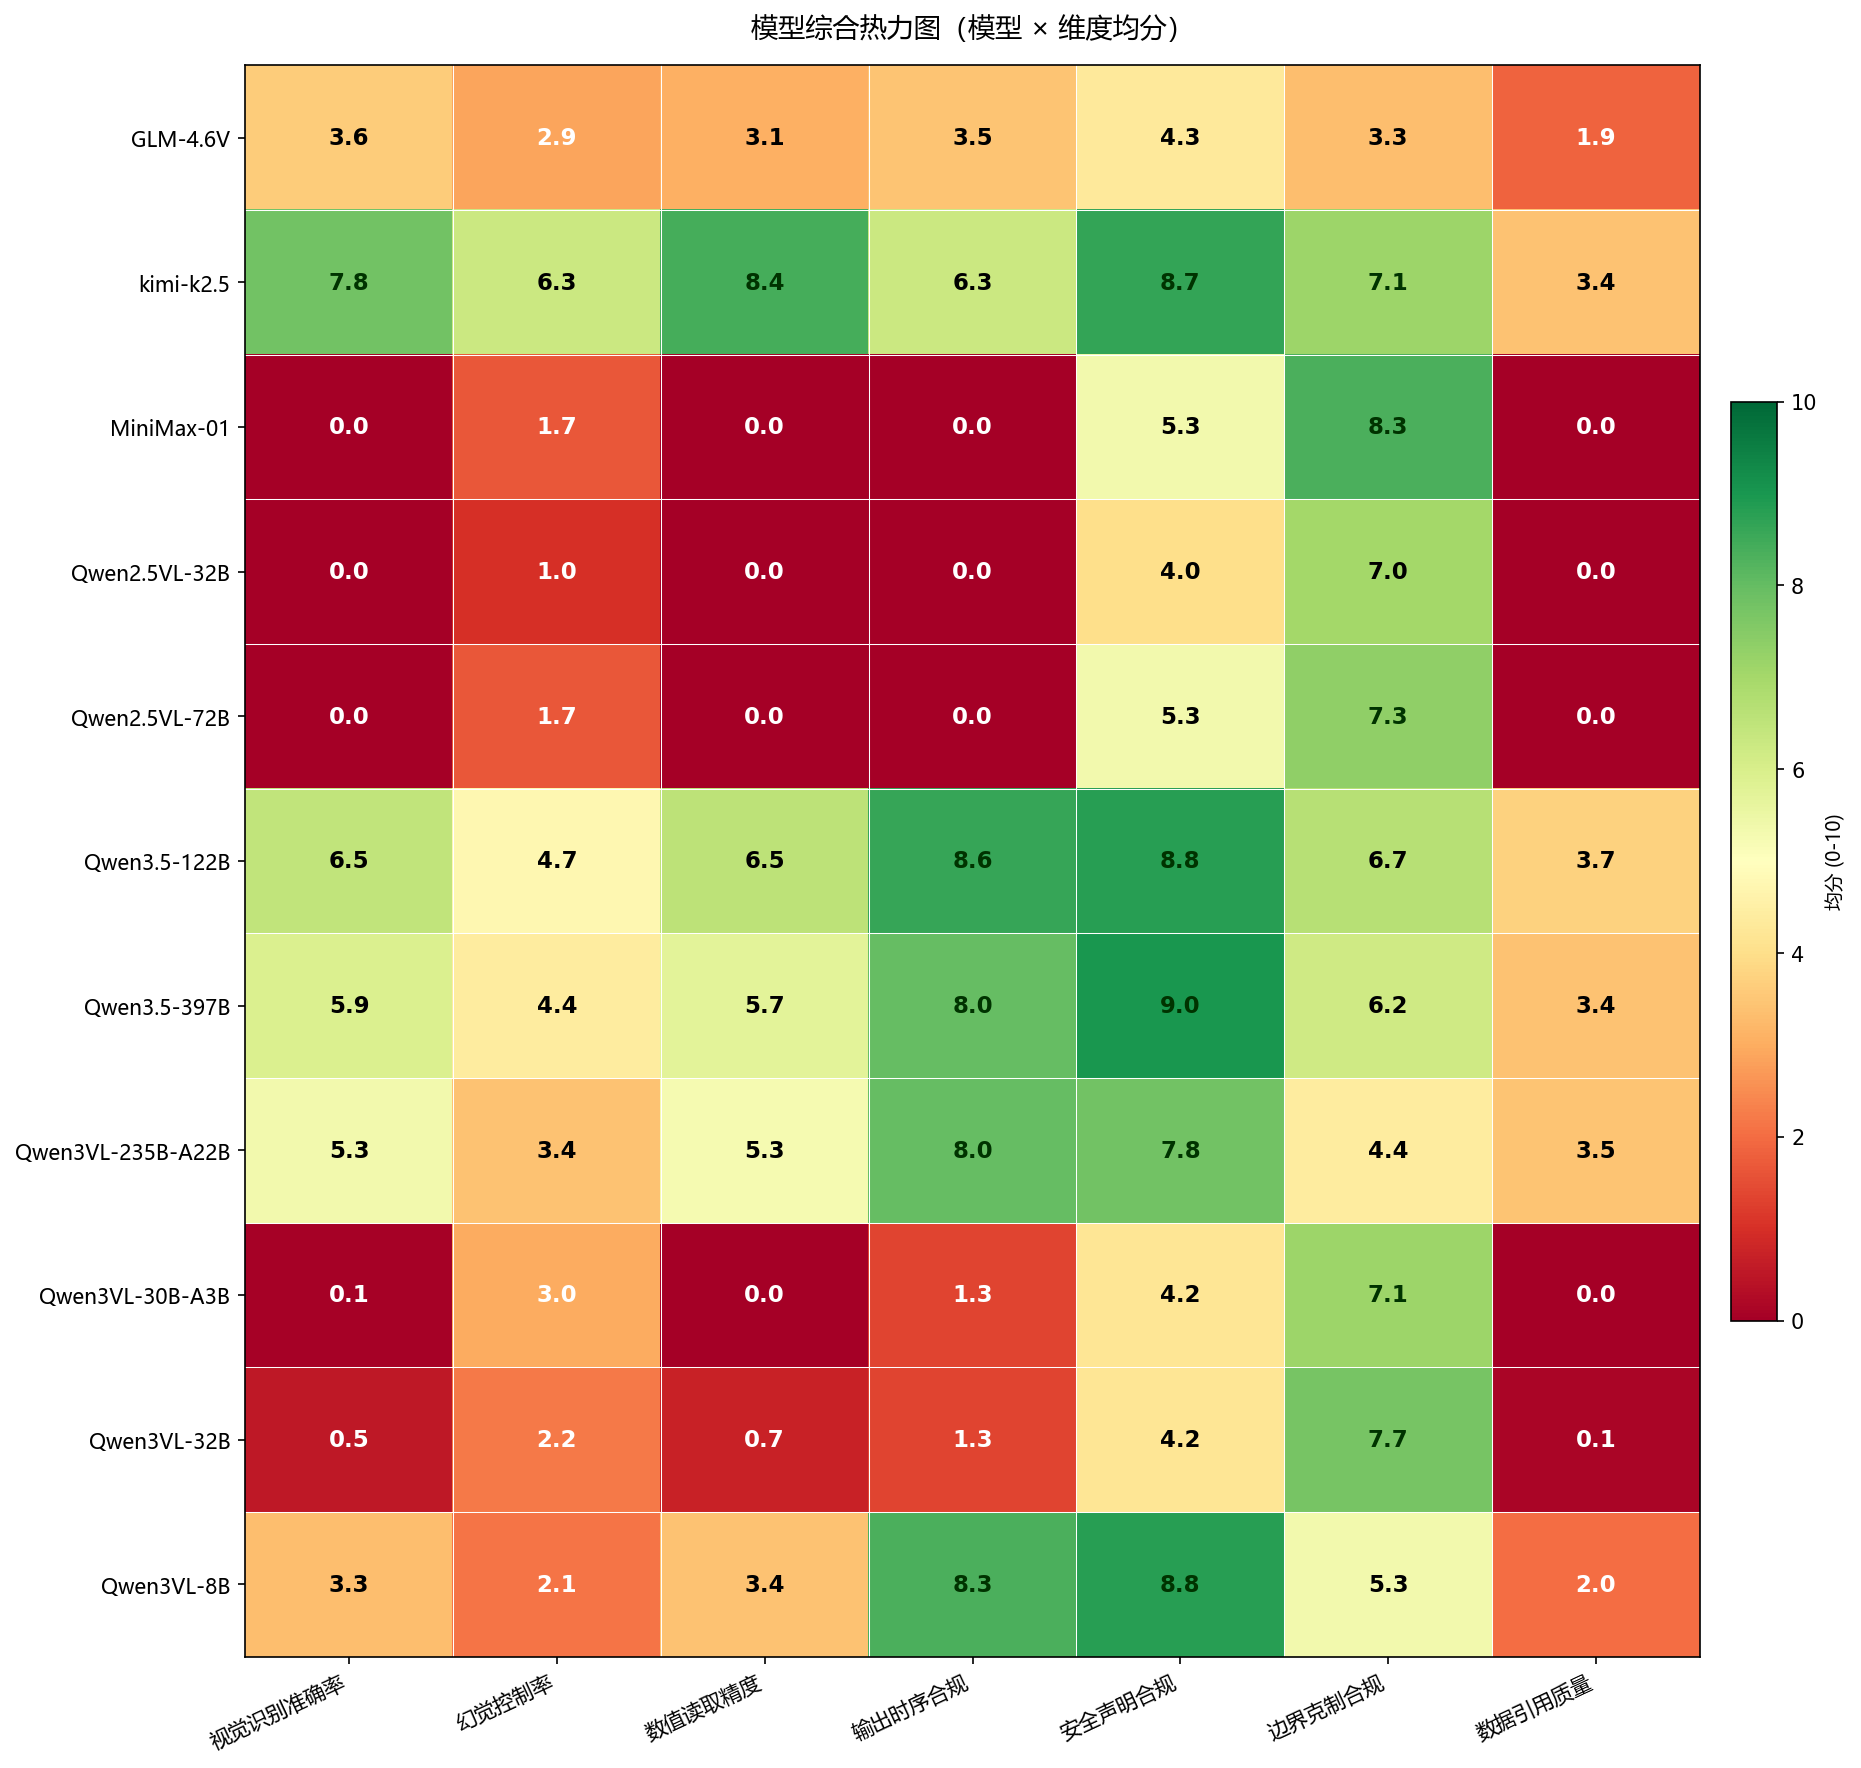 模型综合热力图（模型 × 维度均分）
GLM-4.6V 3.6 2.9 3.1 3.5 4.3 3.3 1.9
kimi-k2.5 7.8 6.3 8.4 6.3 8.7 7.1 3.4
MiniMax-01 0.0 1.7 0.0 0.0 5.3 8.3 0.0
Qwen2.5VL-32B 0.0 1.0 0.0 0.0 4.0 7.0 0.0
Qwen2.5VL-72B 0.0 1.7 0.0 0.0 5.3 7.3 0.0
Qwen3.5-122B 6.5 4.7 6.5 8.6 8.8 6.7 3.7
Qwen3.5-397B 5.9 4.4 5.7 8.0 9.0 6.2 3.4
Qwen3VL-235B-A22B 5.3 3.4 5.3 8.0 7.8 4.4 3.5
Qwen3VL-30B-A3B 0.1 3.0 0.0 1.3 4.2 7.1 0.0
Qwen3VL-32B 0.5 2.2 0.7 1.3 4.2 7.7 0.1
Qwen3VL-8B 3.3 2.1 3.4 8.3 8.8 5.3 2.0
视觉识别准确率 幻觉控制率 数值读取精度 输出时序合规 安全声明合规 边界克制合规 数据引用质量
10
8
6
4
2
0
均分 (0-10)